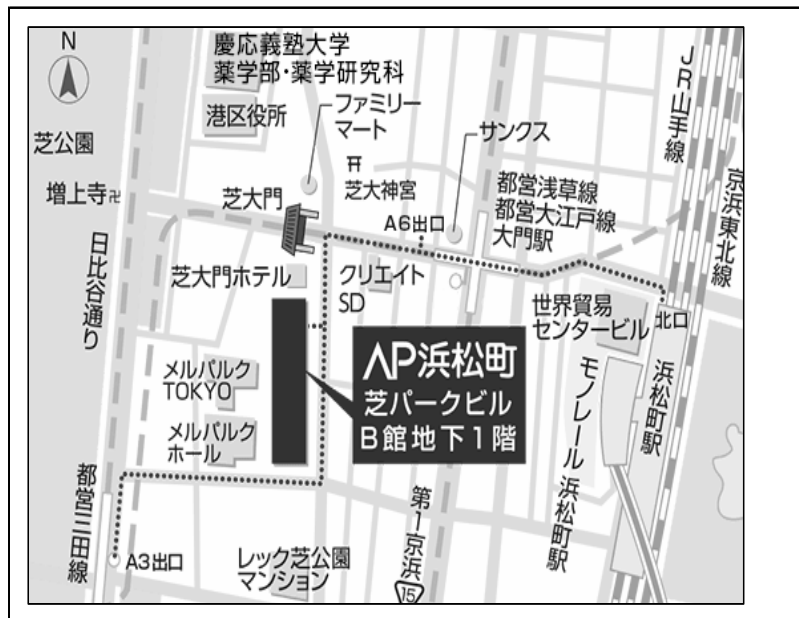 N
慶応義塾大学
薬学部・薬学研究科
港区役所
ファミリー
マート
サンクス
JR山手線
京浜東北線
芝公園
増上寺卍
芝大門
芝大神宮
A6出口
都営浅草線
都営大江戸線
大門駅
日比谷通り
芝大門ホテル
クリエイト
SD
世界貿易
センタービル
北口
AP浜松町
芝パークビル
B館地下1階
メルパルク
TOKYO
メルパルク
ホール
モノレール浜松町駅
浜松町駅
都営三田線
A3出口
レック芝公園
マンション
第1京浜
15